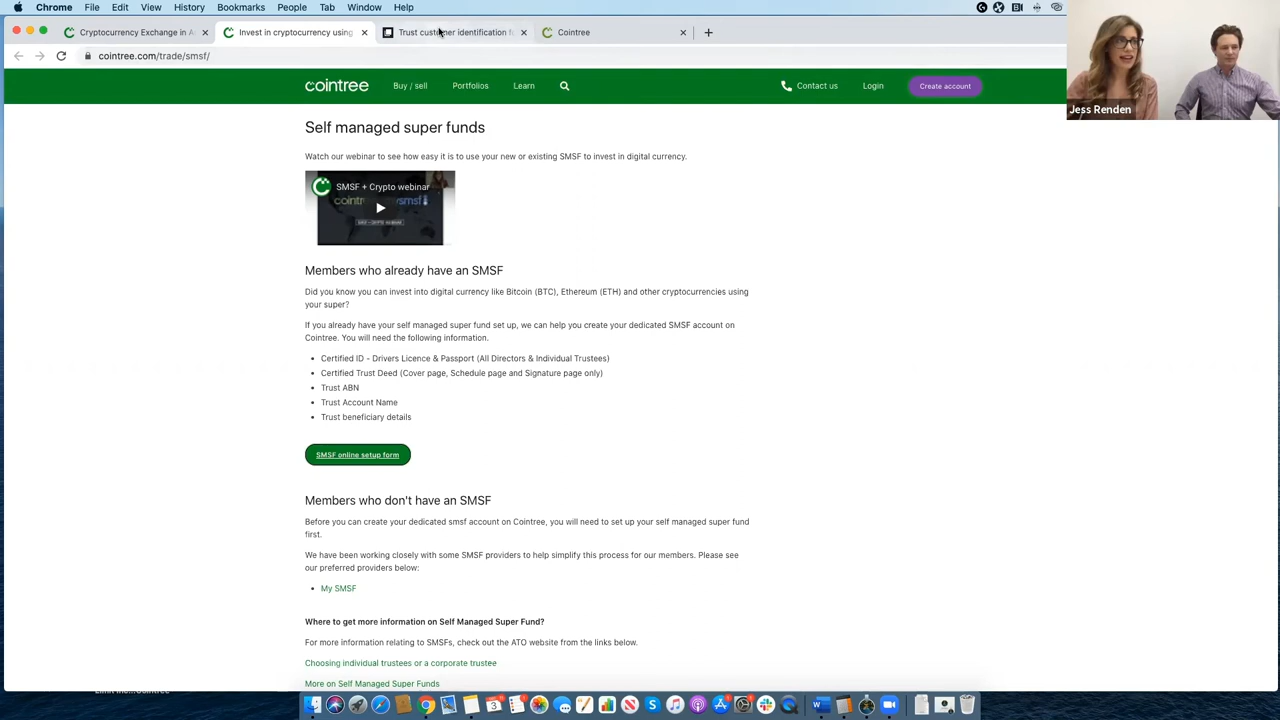 Chrome File Edit View History Bookmarks People Tab Window Help
Cryptocurrency Exchange in A
Invest in cryptocurrency using
Trust customer identification f
Cointree
cointree.com/trade/smsf/
cointree
Buy / sell
Portfolios
Learn
Contact us
Login
Create account
Jess Renden
Self managed super funds
Watch our webinar to see how easy it is to use your new or existing SMSF to invest in digital currency.
SMSF + Crypto webinar
Members who already have an SMSF
Did you know you can invest into digital currency like Bitcoin (BTC), Ethereum (ETH) and other cryptocurrencies using
your super?
If you already have your self managed super fund set up, we can help you create your dedicated SMSF account on
Cointree. You will need the following information.
• Certified ID - Drivers Licence & Passport (All Directors & Individual Trustees)
• Certified Trust Deed (Cover page, Schedule page and Signature page only)
• Trust ABN
• Trust Account Name
• Trust beneficiary details
SMSF online setup form
Members who don't have an SMSF
Before you can create your dedicated smsf account on Cointree, you will need to set up your self managed super fund
first.
We have been working closely with some SMSF providers to help simplify this process for our members. Please see
our preferred providers below:
• My SMSF
Where to get more information on Self Managed Super Fund?
For more information relating to SMSFs, check out the ATO website from the links below.
Choosing individual trustees or a corporate trustee
More on Self Managed Super Funds